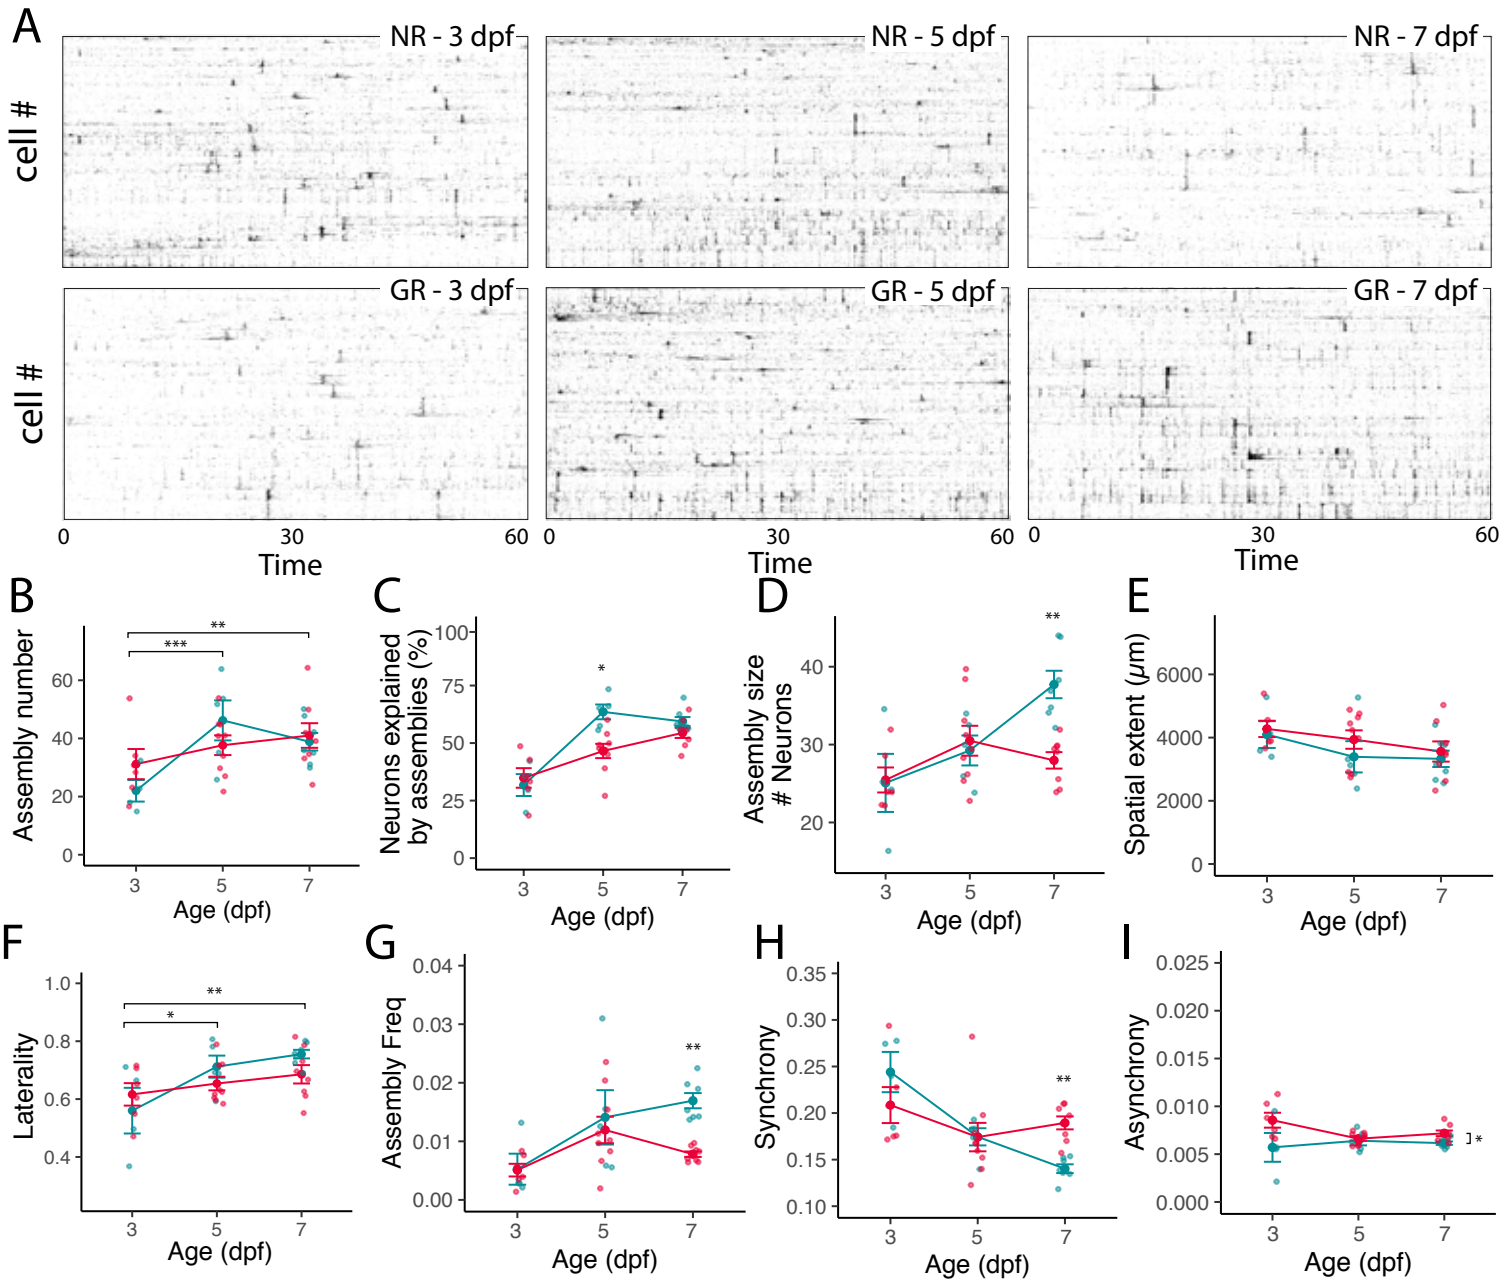 A
NR - 3 dpf
NR - 5 dpf
NR - 7 dpf
cell #
GR - 3 dpf
GR - 5 dpf
GR - 7 dpf
cell #
0 30 60 0 30 60 0 30 60
Time Time Time
B
Assembly number
60
40
20
0
** 
***
3 5 7
Age (dpf)
C
Neurons explained
by assemblies (%)
100
75
50
25
0
*
3 5 7
Age (dpf)
D
Assembly size
# Neurons
40
30
20
**
3 5 7
Age (dpf)
E
Spatial extent (µm)
6000
4000
2000
0
3 5 7
Age (dpf)
F
Laterality
1.0
0.8
0.6
0.4
**
*
3 5 7
Age (dpf)
G
Assembly Freq
0.04
0.03
0.02
0.01
0.00
**
3 5 7
Age (dpf)
H
Synchrony
0.35
0.30
0.25
0.20
0.15
0.10
**
3 5 7
Age (dpf)
I
Asynchrony
0.025
0.020
0.015
0.010
0.005
0.000
*
3 5 7
Age (dpf)